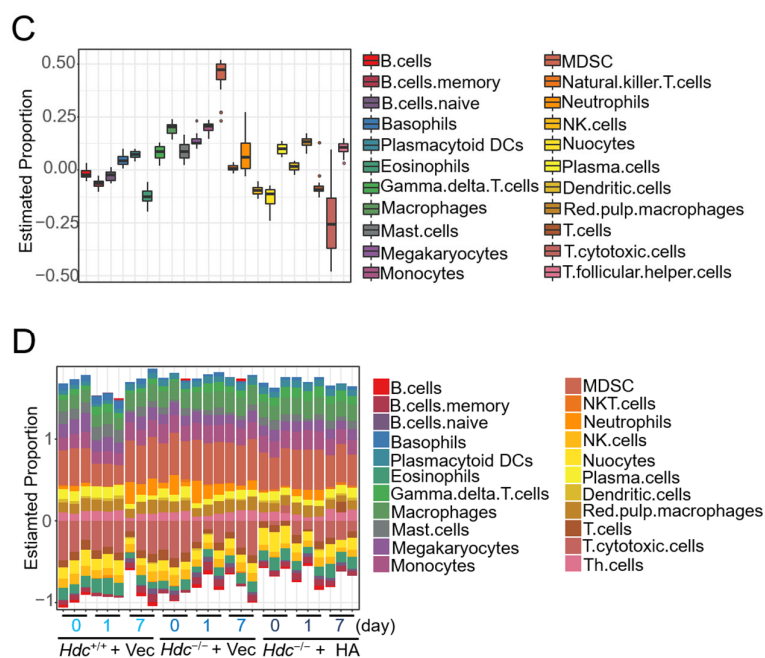 C
Estimated Proportion
0.50
0.25
0.00
−0.25
−0.50
B.cells
B.cells.memory
B.cells.naive
Basophils
Plasmacytoid DCs
Eosinophils
Gamma.delta.T.cells
Macrophages
Mast.cells
Megakaryocytes
Monocytes
MDSC
Natural.killer.T.cells
Neutrophils
NK.cells
Nuocytes
Plasma.cells
Dendritic.cells
Red.pulp.macrophages
T.cells
T.cytotoxic.cells
T.follicular.helper.cells
D
Estiamted Proportion
1
0
−1
0 1 7 0 1 7 0 1 7 (day)
Hdc+/+ + Vec Hdc−/− + Vec Hdc−/− + HA
B.cells
B.cells.memory
B.cells.naive
Basophils
Plasmacytoid DCs
Eosinophils
Gamma.delta.T.cells
Macrophages
Mast.cells
Megakaryocytes
Monocytes
MDSC
NKT.cells
Neutrophils
NK.cells
Nuocytes
Plasma.cells
Dendritic.cells
Red.pulp.macrophages
T.cells
T.cytotoxic.cells
Th.cells